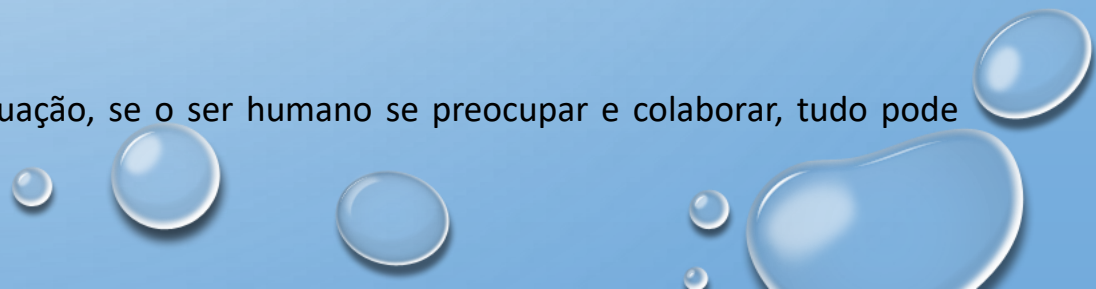 uação, se o ser humano se preocupar e colaborar, tudo pode